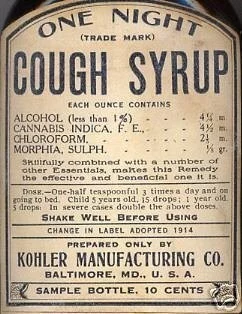 ONE NIGHT
(TRADE MARK)
COUGH SYRUP
EACH OUNCE CONTAINS
ALCOHOL (less than 1%) - - 4¼ m
CANNABIS INDICA, F. E., - - 4½ m.
CHLOROFORM, - - - 2¾ m.
MORPHIA, SULPH. - - - ⅛ gr.
Skillfully combined with a number of
other Essentials, makes this Remedy
the effective and beneficial one it is.
DOSE.—One-half teaspoonful 3 times a day and on
going to bed. Child 5 years old, 15 drops; 1 year old
5 drops: In severe cases double the above doses.
SHAKE WELL BEFORE USING
CHANGE IN LABEL ADOPTED 1914
PREPARED ONLY BY
KOHLER MANUFACTURING CO.
BALTIMORE, MD., U. S. A.
SAMPLE BOTTLE, 10 CENTS